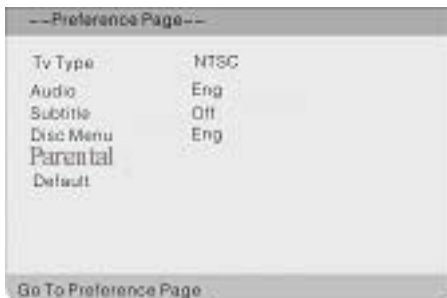 --Preference Page--
Tv Type NTSC
Audio Eng
Subtitle Off
Disc Menu Eng
Parental
Default
Go To Preference Page